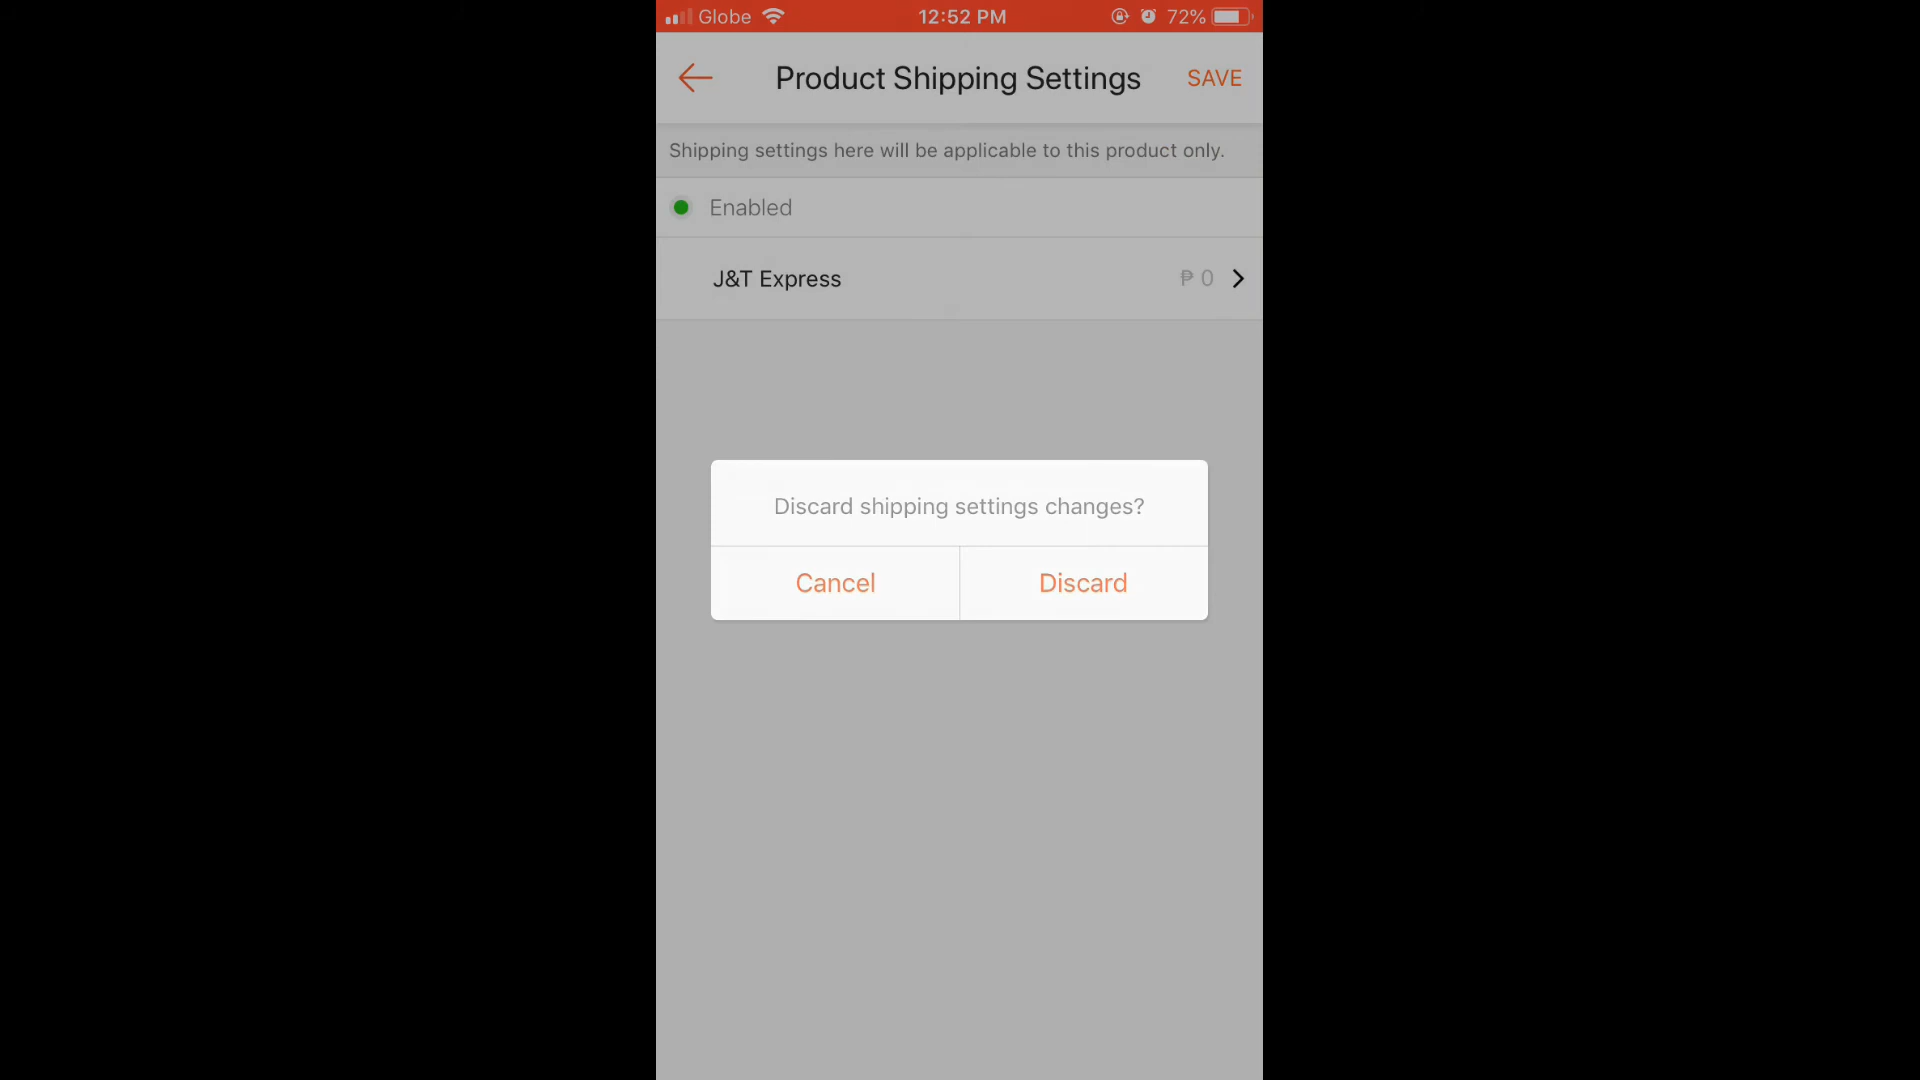 Globe 12:52 PM 72%
Product Shipping Settings SAVE
Shipping settings here will be applicable to this product only.
Enabled
J&T Express ₱ 0
Discard shipping settings changes?
Cancel Discard